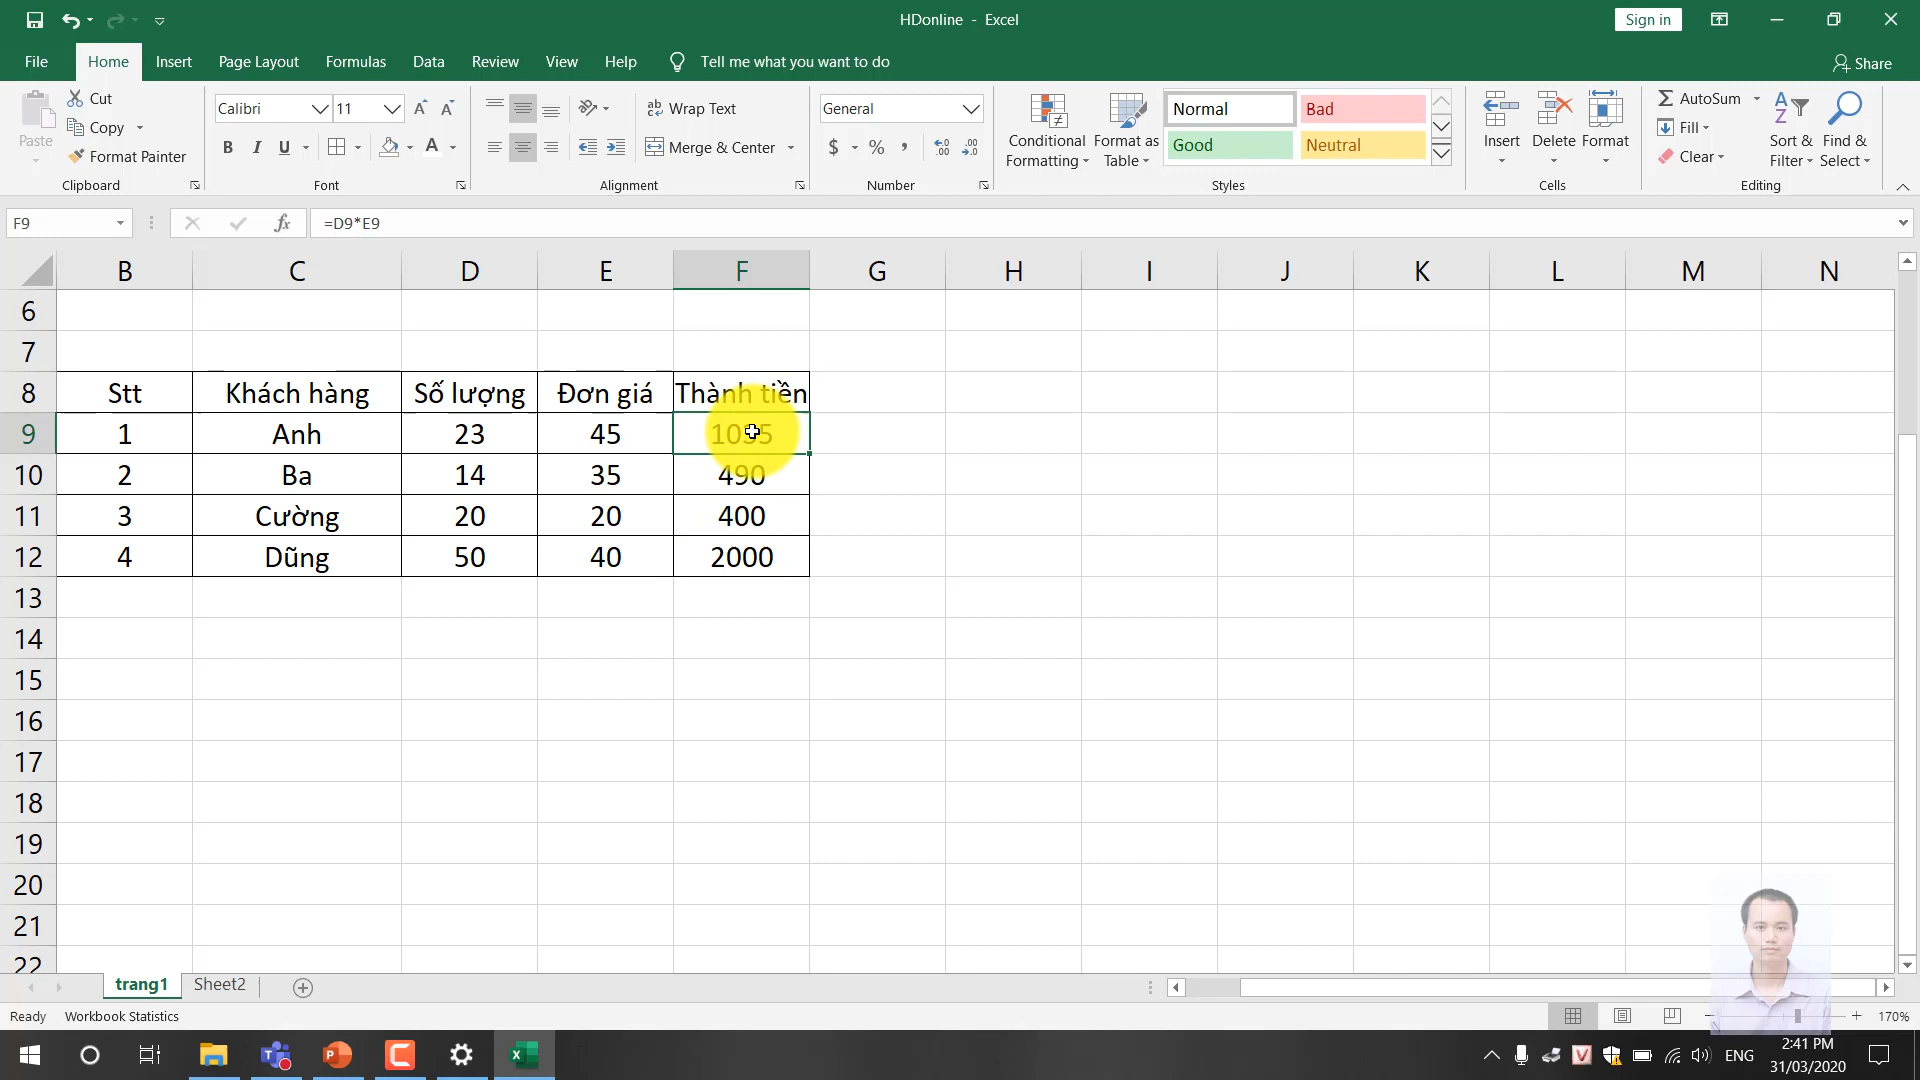 HDonline - Excel
Sign in
File Home Insert Page Layout Formulas Data Review View Help Tell me what you want to do
Share
Paste
Cut
Copy
Format Painter
Clipboard
Calibri 11
B I U
Font
Wrap Text
Merge & Center
Alignment
General
$ % ,
Number
Conditional Formatting
Format as Table
Normal Bad
Good Neutral
Styles
Insert Delete Format
Cells
AutoSum
Fill
Clear
Sort & Filter
Find & Select
Editing
F9 fx =D9*E9
B C D E F G H I J K L M N
6
7
8 Stt Khách hàng Số lượng Đơn giá Thành tiền
9 1 Anh 23 45 1035
10 2 Ba 14 35 490
11 3 Cường 20 20 400
12 4 Dũng 50 40 2000
13
14
15
16
17
18
19
20
21
22
trang1 Sheet2
Ready Workbook Statistics 170%
ENG 2:41 PM
31/03/2020